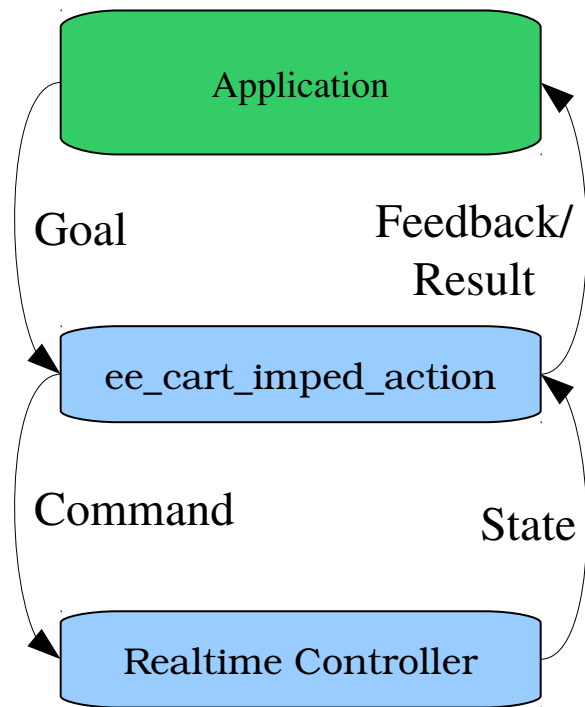 Application
Goal
Feedback/
Result
ee_cart_imped_action
Command
State
Realtime Controller